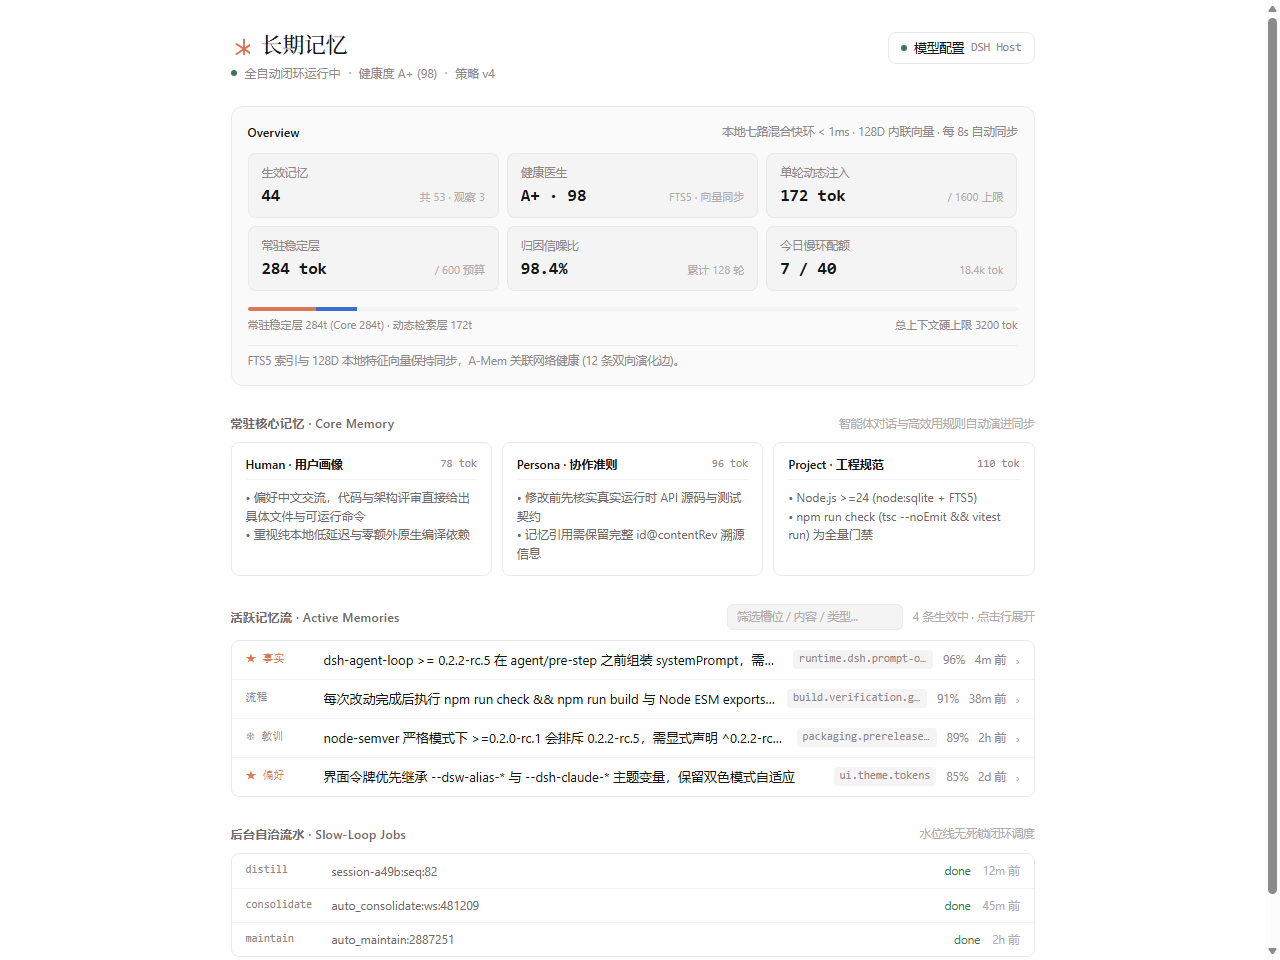 长期记忆
模型配置 DSH Host
全自动闭环运行中 · 健康度 A+ (98) · 策略 v4
Overview
本地七路混合快环 < 1ms · 128D 内联向量 · 每 8s 自动同步
生效记忆
44
共 53 · 观察 3
健康医生
A+ · 98
FTS5 · 向量同步
单轮动态注入
172 tok
/ 1600 上限
常驻稳定层
284 tok
/ 600 预算
归因信噪比
98.4%
累计 128 轮
今日慢环配额
7 / 40
18.4k tok
常驻稳定层 284t (Core 284t) · 动态检索层 172t
总上下文硬上限 3200 tok
FTS5 索引与 128D 本地特征向量保持同步，A-Mem 关联网络健康 (12 条双向演化边)。
常驻核心记忆 · Core Memory
智能体对话与高效用规则自动演进同步
Human · 用户画像
78 tok
• 偏好中文交流，代码与架构评审直接给出
具体文件与可运行命令
• 重视纯本地低延迟与零额外原生编译依赖
Persona · 协作准则
96 tok
• 修改前先核实真实运行时 API 源码与测试
契约
• 记忆引用需保留完整 id@contentRev 溯源
信息
Project · 工程规范
110 tok
• Node.js >=24 (node:sqlite + FTS5)
• npm run check (tsc --noEmit && vitest
run) 为全量门禁
活跃记忆流 · Active Memories
筛选槽位 / 内容 / 类型...
4 条生效中 · 点击行展开
★ 事实 dsh-agent-loop >= 0.2.2-rc.5 在 agent/pre-step 之前组装 systemPrompt，需... runtime.dsh.prompt-o… 96% 4m 前 ›
流程 每次改动完成后执行 npm run check && npm run build 与 Node ESM exports... build.verification.g… 91% 38m 前 ›
❄ 教训 node-semver 严格模式下 >=0.2.0-rc.1 会排斥 0.2.2-rc.5，需显式声明 ^0.2.2-rc... packaging.prerelease… 89% 2h 前 ›
★ 偏好 界面令牌优先继承 --dsw-alias-* 与 --dsh-claude-* 主题变量，保留双色模式自适应 ui.theme.tokens 85% 2d 前 ›
后台自治流水 · Slow-Loop Jobs
水位线无死锁闭环调度
distill session-a49b:seq:82 done 12m 前
consolidate auto_consolidate:ws:481209 done 45m 前
maintain auto_maintain:2887251 done 2h 前